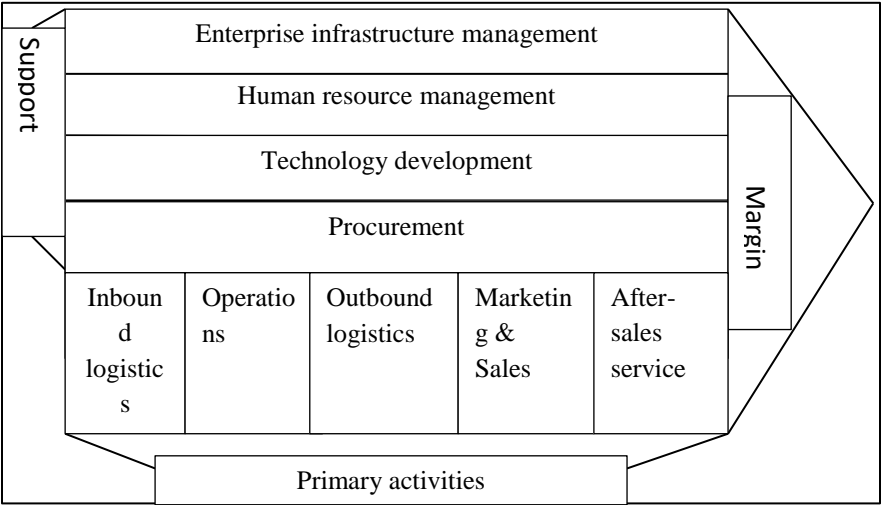 Support
Enterprise infrastructure management
Human resource management
Technology development
Procurement
Margin
Inboun
d
logistic
s
Operatio
ns
Outbound
logistics
Marketin
g &
Sales
After-
sales
service
Primary activities